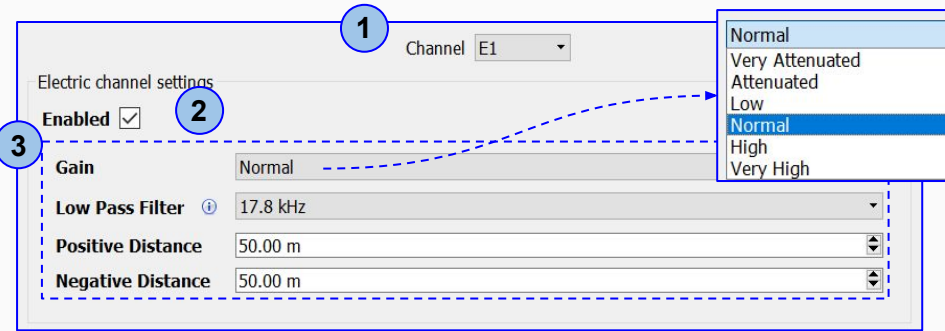 1
Channel E1
Electric channel settings
Enabled
2
3
Gain Normal
Low Pass Filter 17.8 kHz
Positive Distance 50.00 m
Negative Distance 50.00 m
Normal
Very Attenuated
Attenuated
Low
Normal
High
Very High